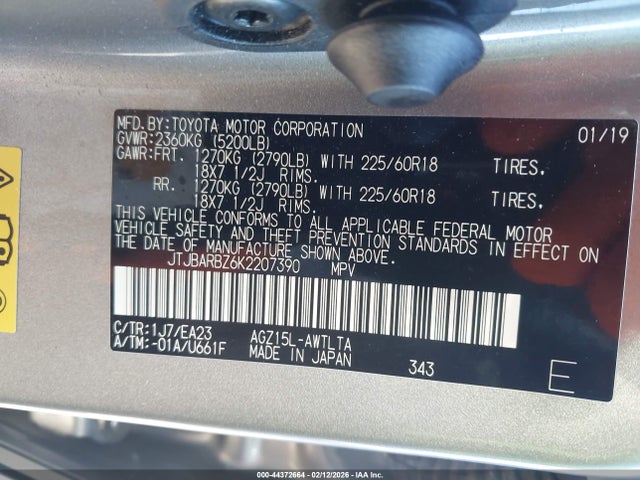 MFD.BY:TOYOTA MOTOR CORPORATION 01/19
GVWR:2360KG (5200LB)
GAWR:FRT. 1270KG (2790LB) WITH 225/60R18 TIRES.
18X7 1/2J RIMS.
RR. 1270KG (2790LB) WITH 225/60R18 TIRES.
18X7 1/2J RIMS.
THIS VEHICLE CONFORMS TO ALL APPLICABLE FEDERAL MOTOR
VEHICLE SAFETY AND THEFT PREVENTION STANDARDS IN EFFECT ON
THE DATE OF MANUFACTURE SHOWN ABOVE.
JTJBARBZ6K2207390 MPV
C/TR:1J7/EA23 AGZ15L-AWTLTA
A/TM:-01A/U661F MADE IN JAPAN 343 E
000-44372664 - 02/12/2026 - IAA Inc.